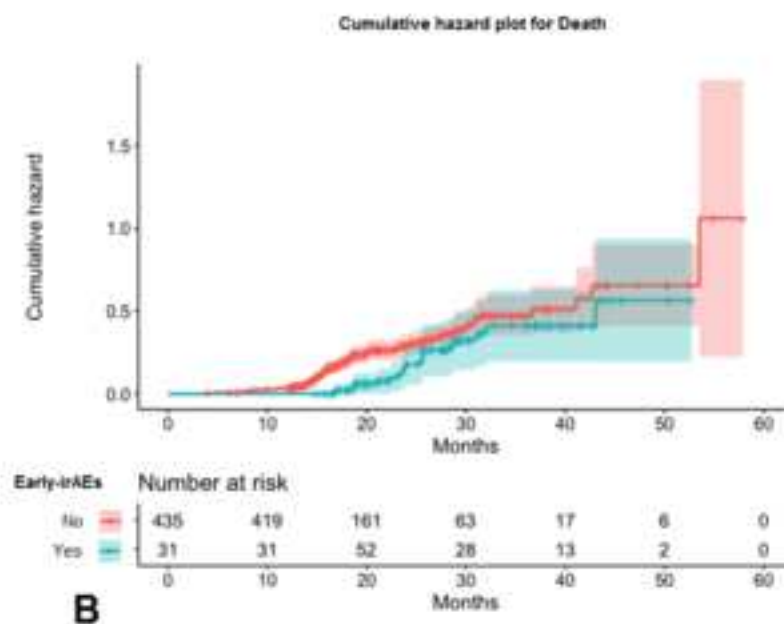 Cumulative hazard plot for Death
Cumulative hazard
1.5
1.0
0.5
0.0
0 10 20 30 40 50 60
Months
Early-irAEs Number at risk
No 435 419 161 63 17 6 0
Yes 31 31 52 28 13 2 0
0 10 20 30 40 50 60
Months
B